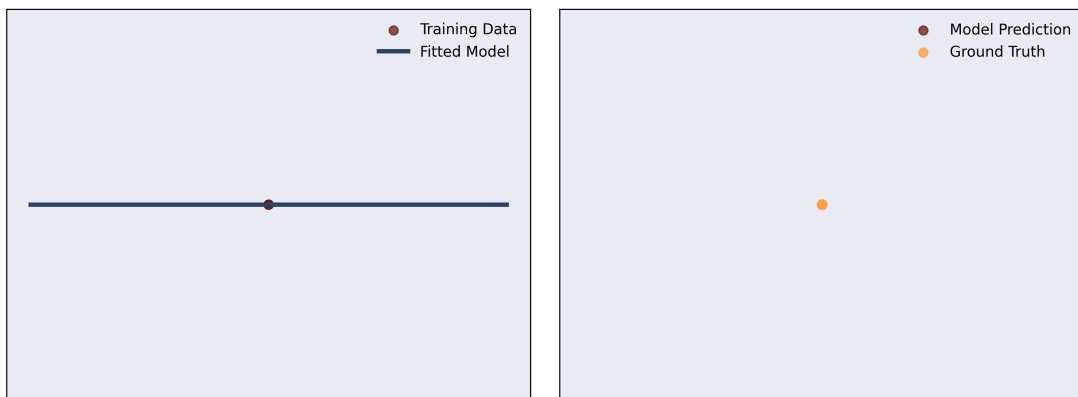 Training Data
Fitted Model
Model Prediction
Ground Truth